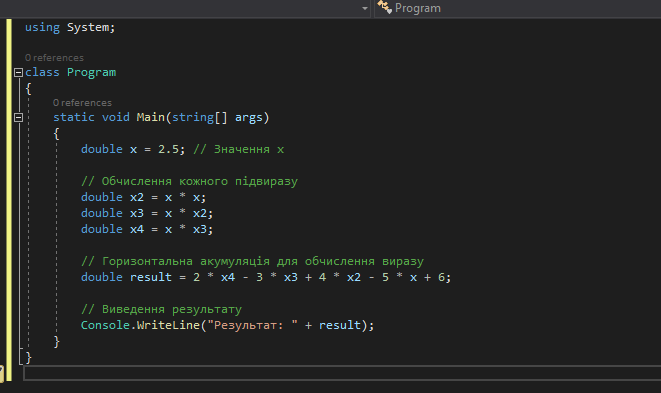 Program
using System;
0 references
class Program
{
0 references
static void Main(string[] args)
{
double x = 2.5; // Значення x
// Обчислення кожного підвиразу
double x2 = x * x;
double x3 = x * x2;
double x4 = x * x3;
// Горизонтальна акумуляція для обчислення виразу
double result = 2 * x4 - 3 * x3 + 4 * x2 - 5 * x + 6;
// Виведення результату
Console.WriteLine("Результат: " + result);
}
}